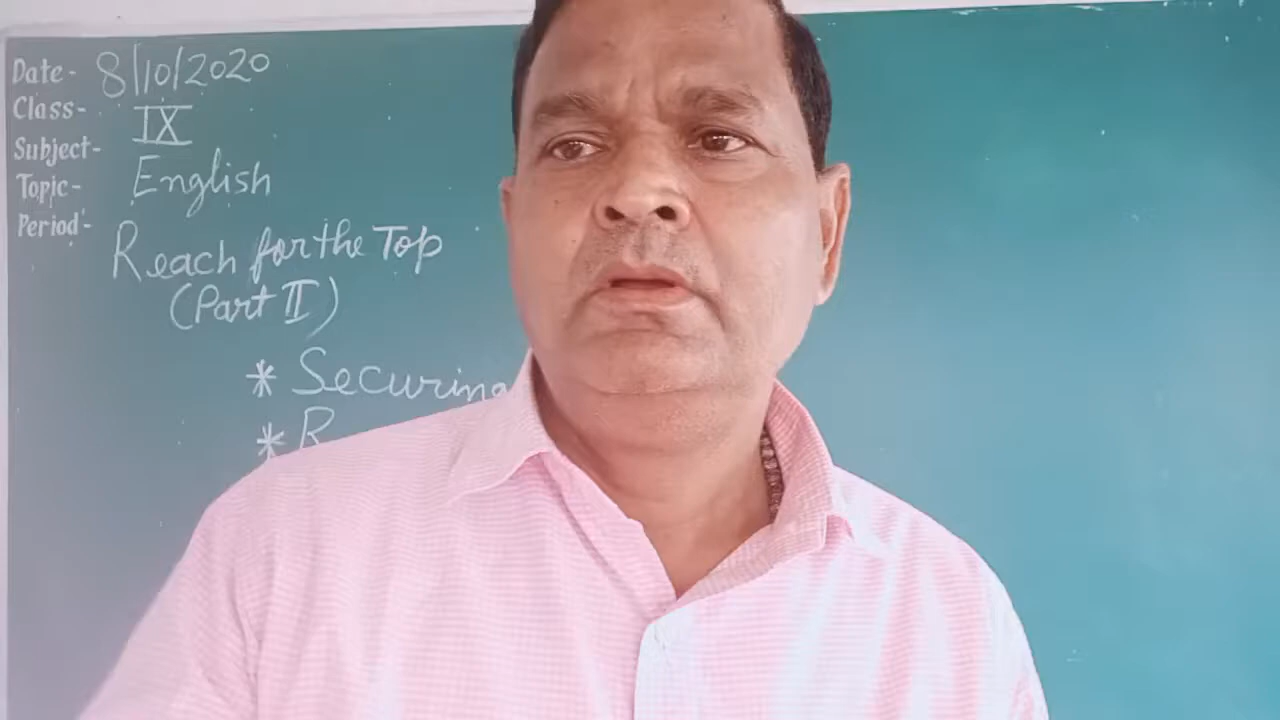 Date- 8/10/2020
Class- IX
Subject- English
Topic-
Period-
Reach for the Top
(Part II)
* Securing
*